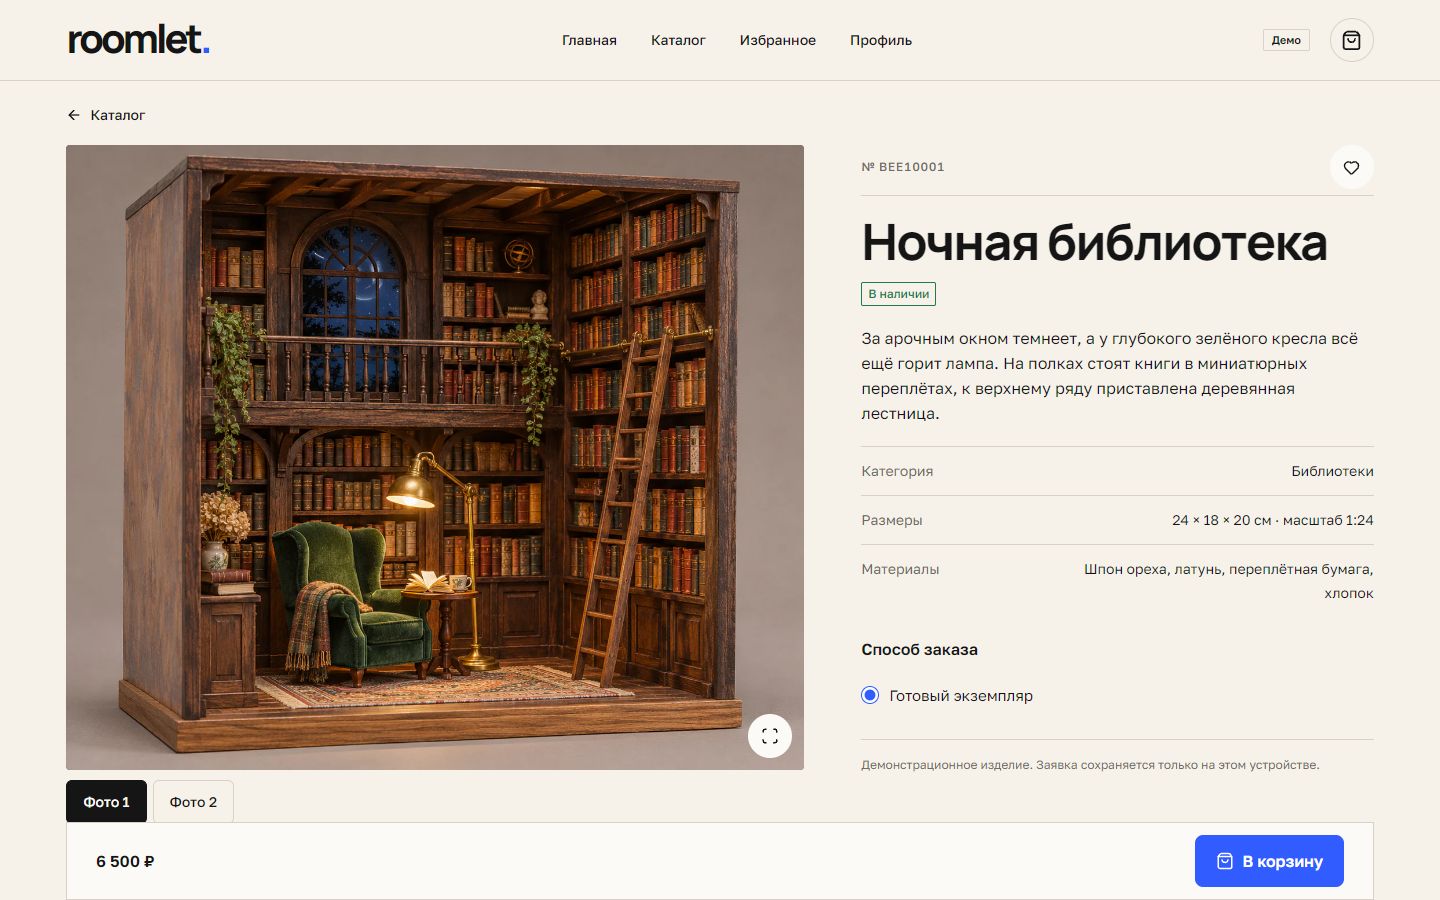 roomlet.
Главная
Каталог
Избранное
Профиль
Демо
Каталог
№ BEE10001
Ночная библиотека
В наличии
За арочным окном темнеет, а у глубокого зелёного кресла всё
ещё горит лампа. На полках стоят книги в миниатюрных
переплётах, к верхнему ряду приставлена деревянная
лестница.
Категория
Библиотеки
Размеры
24 × 18 × 20 см · масштаб 1:24
Материалы
Шпон ореха, латунь, переплётная бумага,
хлопок
Способ заказа
Готовый экземпляр
Демонстрационное изделие. Заявка сохраняется только на этом устройстве.
Фото 1
Фото 2
6 500 ₽
В корзину